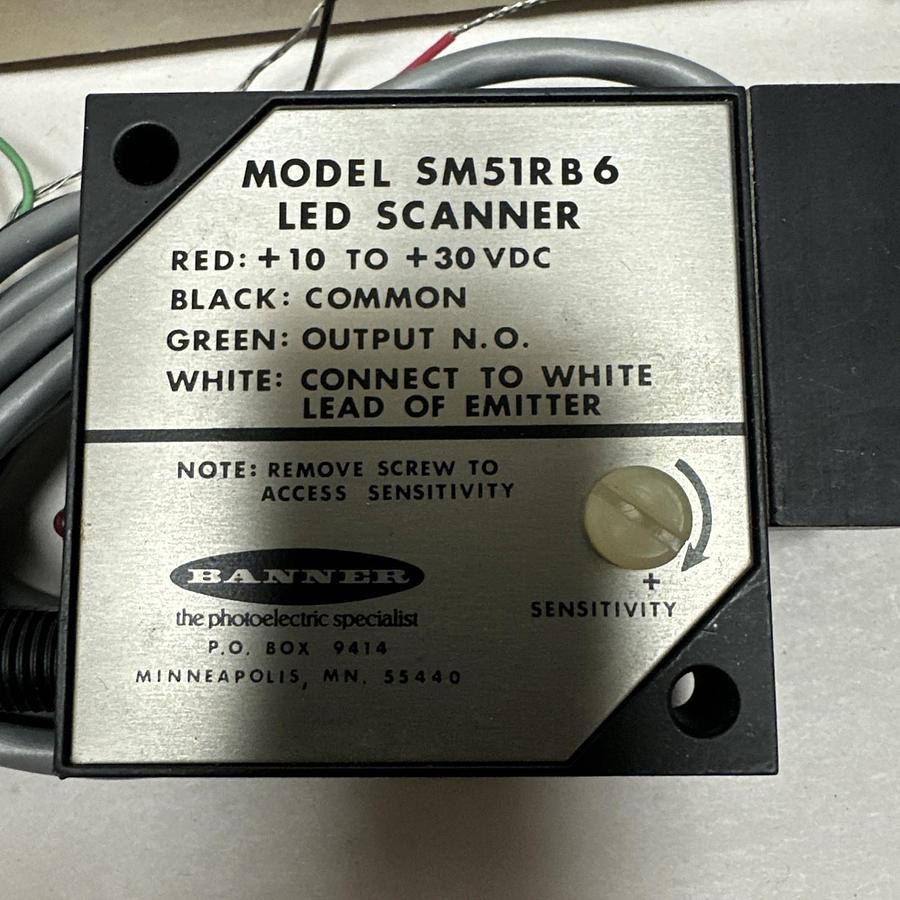 MODEL SM51RB6
LED SCANNER
RED: +10 TO +30 VDC
BLACK: COMMON
GREEN: OUTPUT N.O.
WHITE: CONNECT TO WHITE
LEAD OF EMITTER
NOTE: REMOVE SCREW TO
ACCESS SENSITIVITY
+
SENSITIVITY
BANNER
the photoelectric specialist
P.O. BOX 9414
MINNEAPOLIS, MN. 55440